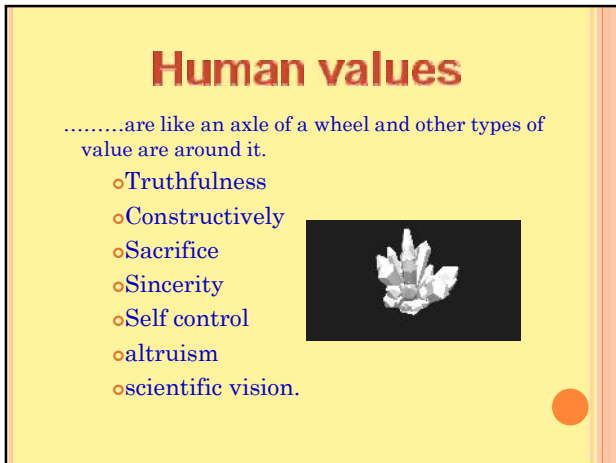 Human values
………are like an axle of a wheel and other types of
value are around it.
Truthfulness
Constructively
Sacrifice
Sincerity
Self control
altruism
scientific vision.